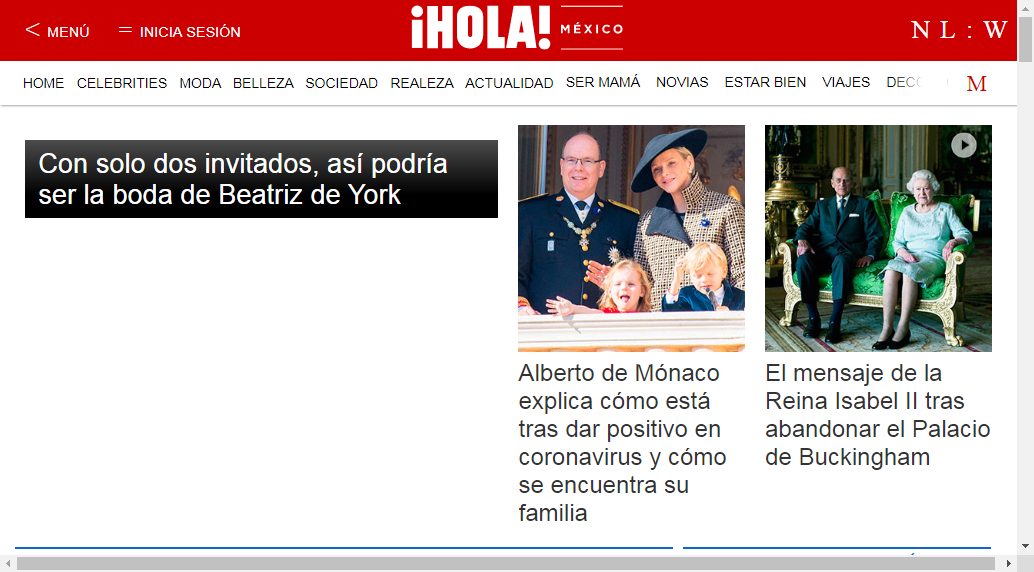 < MENÚ
INICIA SESIÓN
¡HOLA! MÉXICO
N L : W
HOME CELEBRITIES MODA BELLEZA SOCIEDAD REALEZA ACTUALIDAD SER MAMÁ NOVIAS ESTAR BIEN VIAJES
M
Con solo dos invitados, así podría
ser la boda de Beatriz de York
Alberto de Mónaco
explica cómo está
tras dar positivo en
coronavirus y cómo
se encuentra su
familia
El mensaje de la
Reina Isabel II tras
abandonar el Palacio
de Buckingham